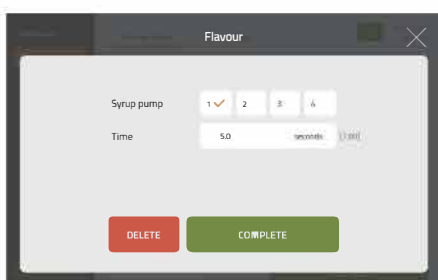 Flavour
Syrup pump 1 2 3 4
Time 5.0 seconds
DELETE COMPLETE